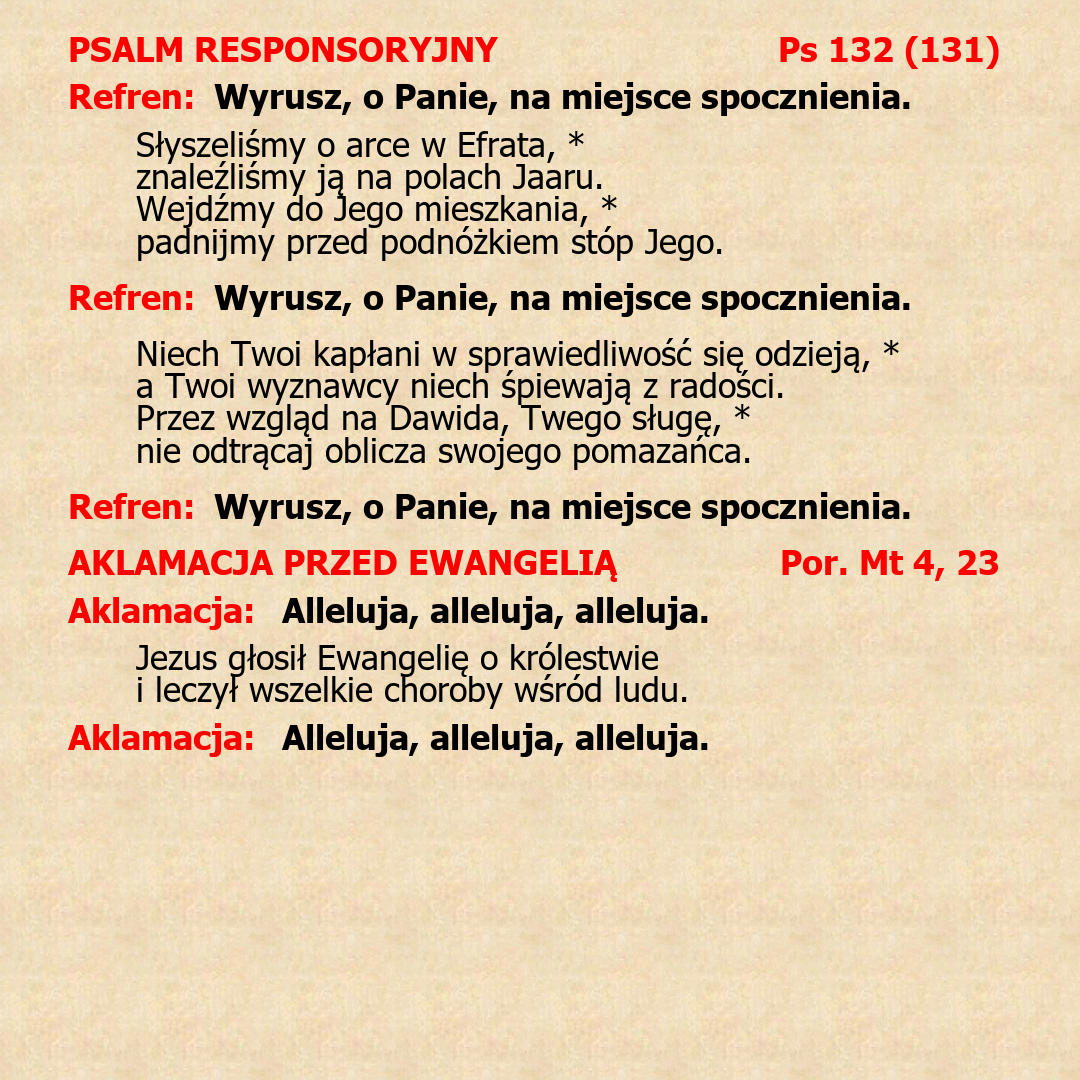 PSALM RESPONSORYJNY Ps 132 (131)
Refren: Wyrusz, o Panie, na miejsce spocznienia.
Słyszeliśmy o arce w Efrata, *
znaleźliśmy ją na polach Jaaru.
Wejdźmy do Jego mieszkania, *
padnijmy przed podnóżkiem stóp Jego.
Refren: Wyrusz, o Panie, na miejsce spocznienia.
Niech Twoi kapłani w sprawiedliwość się odzieją, *
a Twoi wyznawcy niech śpiewają z radości.
Przez wzgląd na Dawida, Twego sługę, *
nie odtrącaj oblicza swojego pomazańca.
Refren: Wyrusz, o Panie, na miejsce spocznienia.
AKLAMACJA PRZED EWANGELIĄ Por. Mt 4, 23
Aklamacja: Alleluja, alleluja, alleluja.
Jezus głosił Ewangelię o królestwie
i leczył wszelkie choroby wśród ludu.
Aklamacja: Alleluja, alleluja, alleluja.